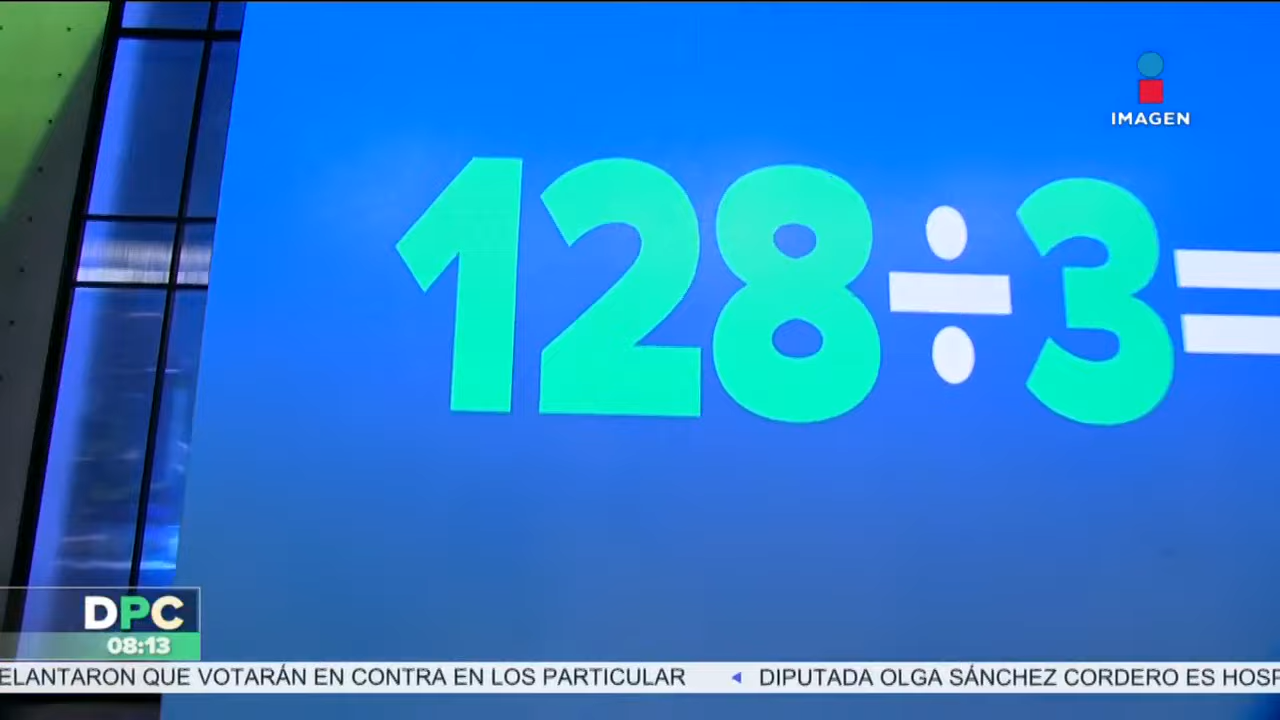 IMAGEN
128÷3=
DPC
08:13
ELANTARON QUE VOTARÁN EN CONTRA EN LOS PARTICULAR ◄ DIPUTADA OLGA SÁNCHEZ CORDERO ES HOSP